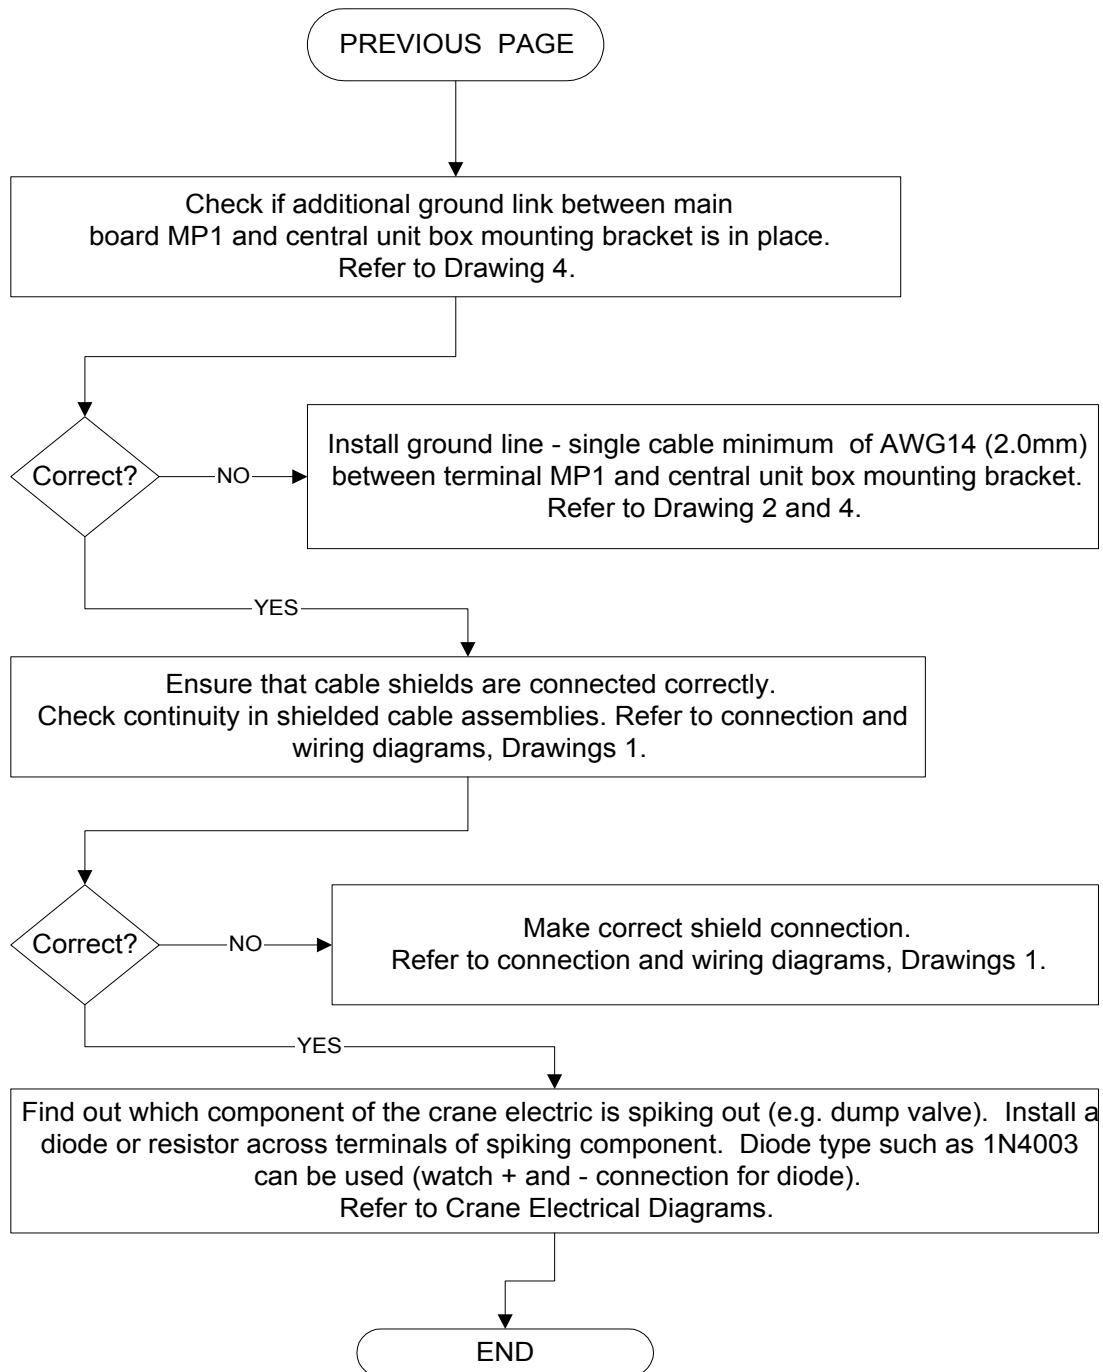 PREVIOUS PAGE
Check if additional ground link between main
board MP1 and central unit box mounting bracket is in place.
Refer to Drawing 4.
Correct?
NO
Install ground line - single cable minimum of AWG14 (2.0mm)
between terminal MP1 and central unit box mounting bracket.
Refer to Drawing 2 and 4.
YES
Ensure that cable shields are connected correctly.
Check continuity in shielded cable assemblies. Refer to connection and
wiring diagrams, Drawings 1.
Correct?
NO
Make correct shield connection.
Refer to connection and wiring diagrams, Drawings 1.
YES
Find out which component of the crane electric is spiking out (e.g. dump valve). Install a
diode or resistor across terminals of spiking component. Diode type such as 1N4003
can be used (watch + and - connection for diode).
Refer to Crane Electrical Diagrams.
END